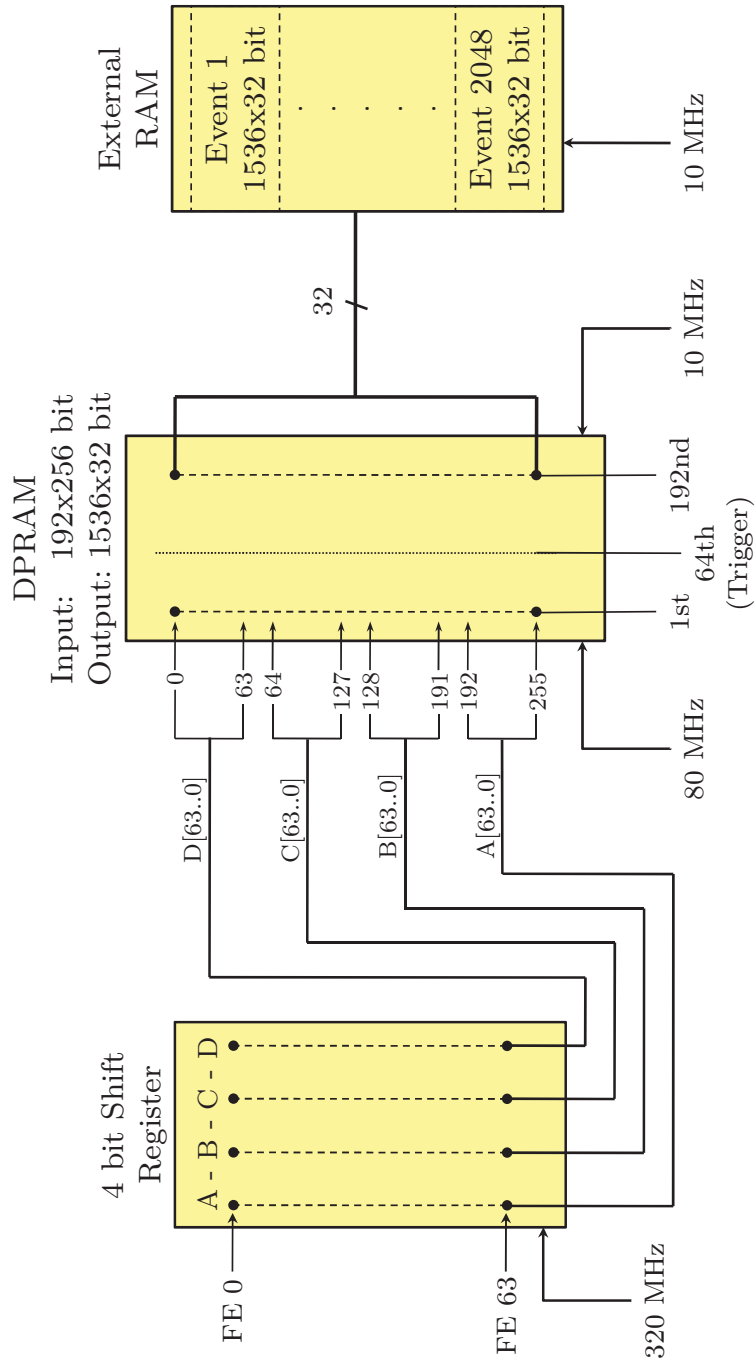 4 bit Shift
Register
A - B - C - D
FE 0
FE 63
320 MHz
D[63..0]
C[63..0]
B[63..0]
A[63..0]
DPRAM
Input: 192x256 bit
Output: 1536x32 bit
0
63
64
127
128
191
192
255
80 MHz
1st
64th
(Trigger)
192nd
10 MHz
32
External
RAM
Event 1
1536x32 bit
. . . . .
Event 2048
1536x32 bit
10 MHz